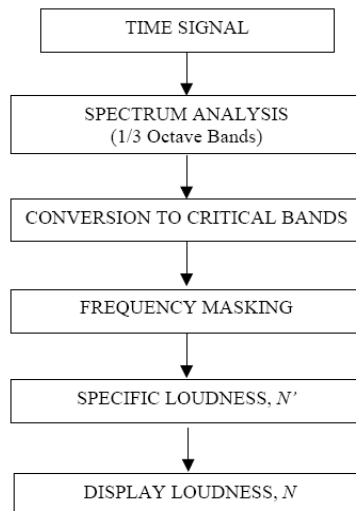 TIME SIGNAL
SPECTRUM ANALYSIS
(1/3 Octave Bands)
CONVERSION TO CRITICAL BANDS
FREQUENCY MASKING
SPECIFIC LOUDNESS, N’
DISPLAY LOUDNESS, N